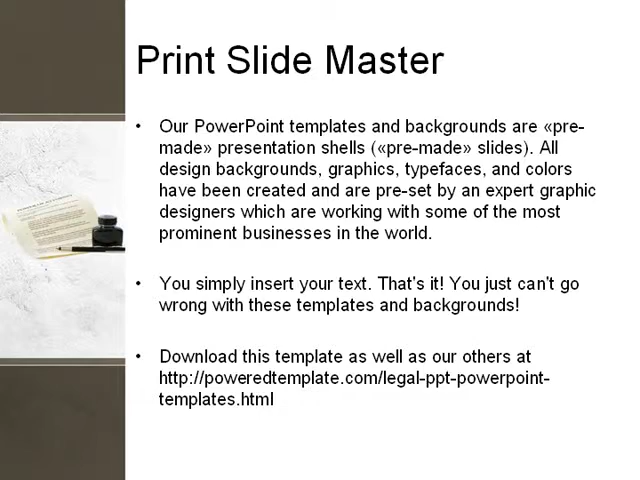 Print Slide Master
• Our PowerPoint templates and backgrounds are «pre-
made» presentation shells («pre-made» slides). All
design backgrounds, graphics, typefaces, and colors
have been created and are pre-set by an expert graphic
designers which are working with some of the most
prominent businesses in the world.
• You simply insert your text. That's it! You just can't go
wrong with these templates and backgrounds!
• Download this template as well as our others at
http://poweredtemplate.com/legal-ppt-powerpoint-
templates.html